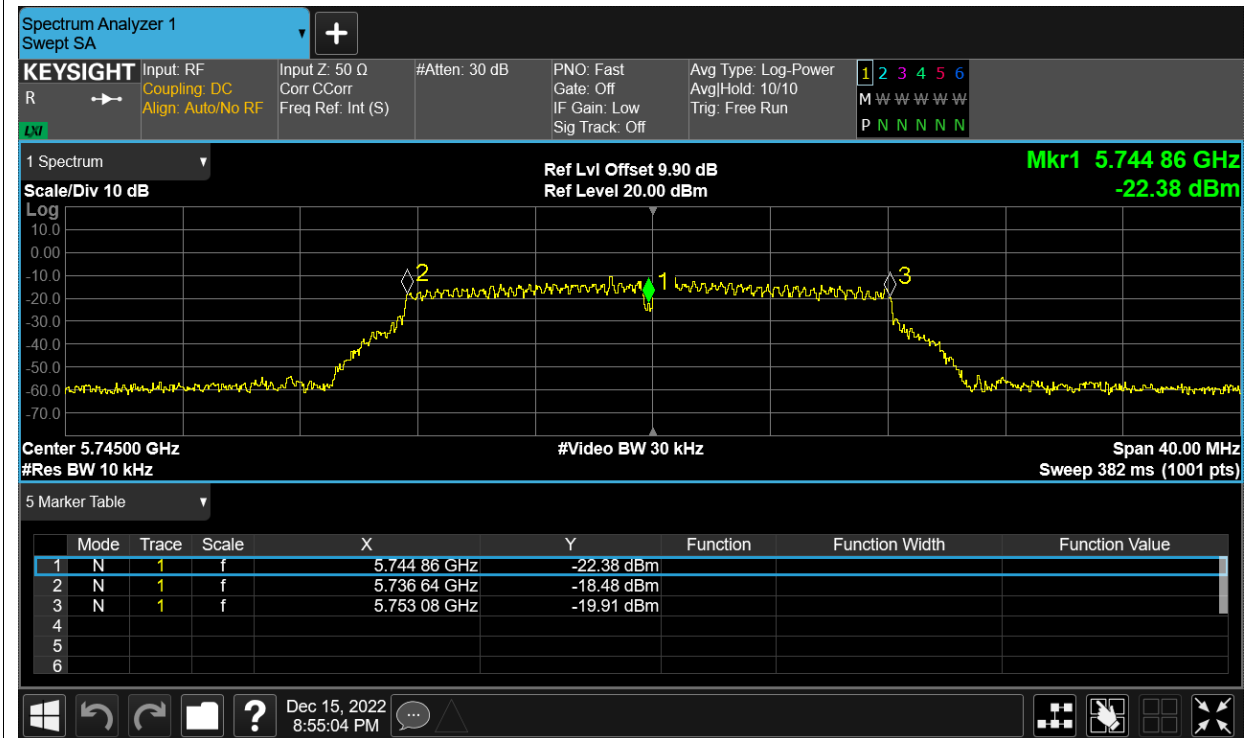 Spectrum Analyzer 1
Swept SA
KEYSIGHT
R
LXI
Input: RF
Coupling: DC
Align: Auto/No RF
Input Z: 50 Ω
Corr CCorr
Freq Ref: Int (S)
#Atten: 30 dB
PNO: Fast
Gate: Off
IF Gain: Low
Sig Track: Off
Avg Type: Log-Power
Avg|Hold: 10/10
Trig: Free Run
1 2 3 4 5 6
M W W W W W
P N N N N N
1 Spectrum
Scale/Div 10 dB
Ref Lvl Offset 9.90 dB
Ref Level 20.00 dBm
Mkr1 5.744 86 GHz
-22.38 dBm
Log
10.0
0.00
-10.0
-20.0
-30.0
-40.0
-50.0
-60.0
-70.0
2
1
3
Center 5.74500 GHz
#Res BW 10 kHz
#Video BW 30 kHz
Span 40.00 MHz
Sweep 382 ms (1001 pts)
5 Marker Table
Mode Trace Scale X Y Function Function Width Function Value
1 N 1 f 5.744 86 GHz -22.38 dBm
2 N 1 f 5.736 64 GHz -18.48 dBm
3 N 1 f 5.753 08 GHz -19.91 dBm
4
5
6
?
Dec 15, 2022
8:55:04 PM